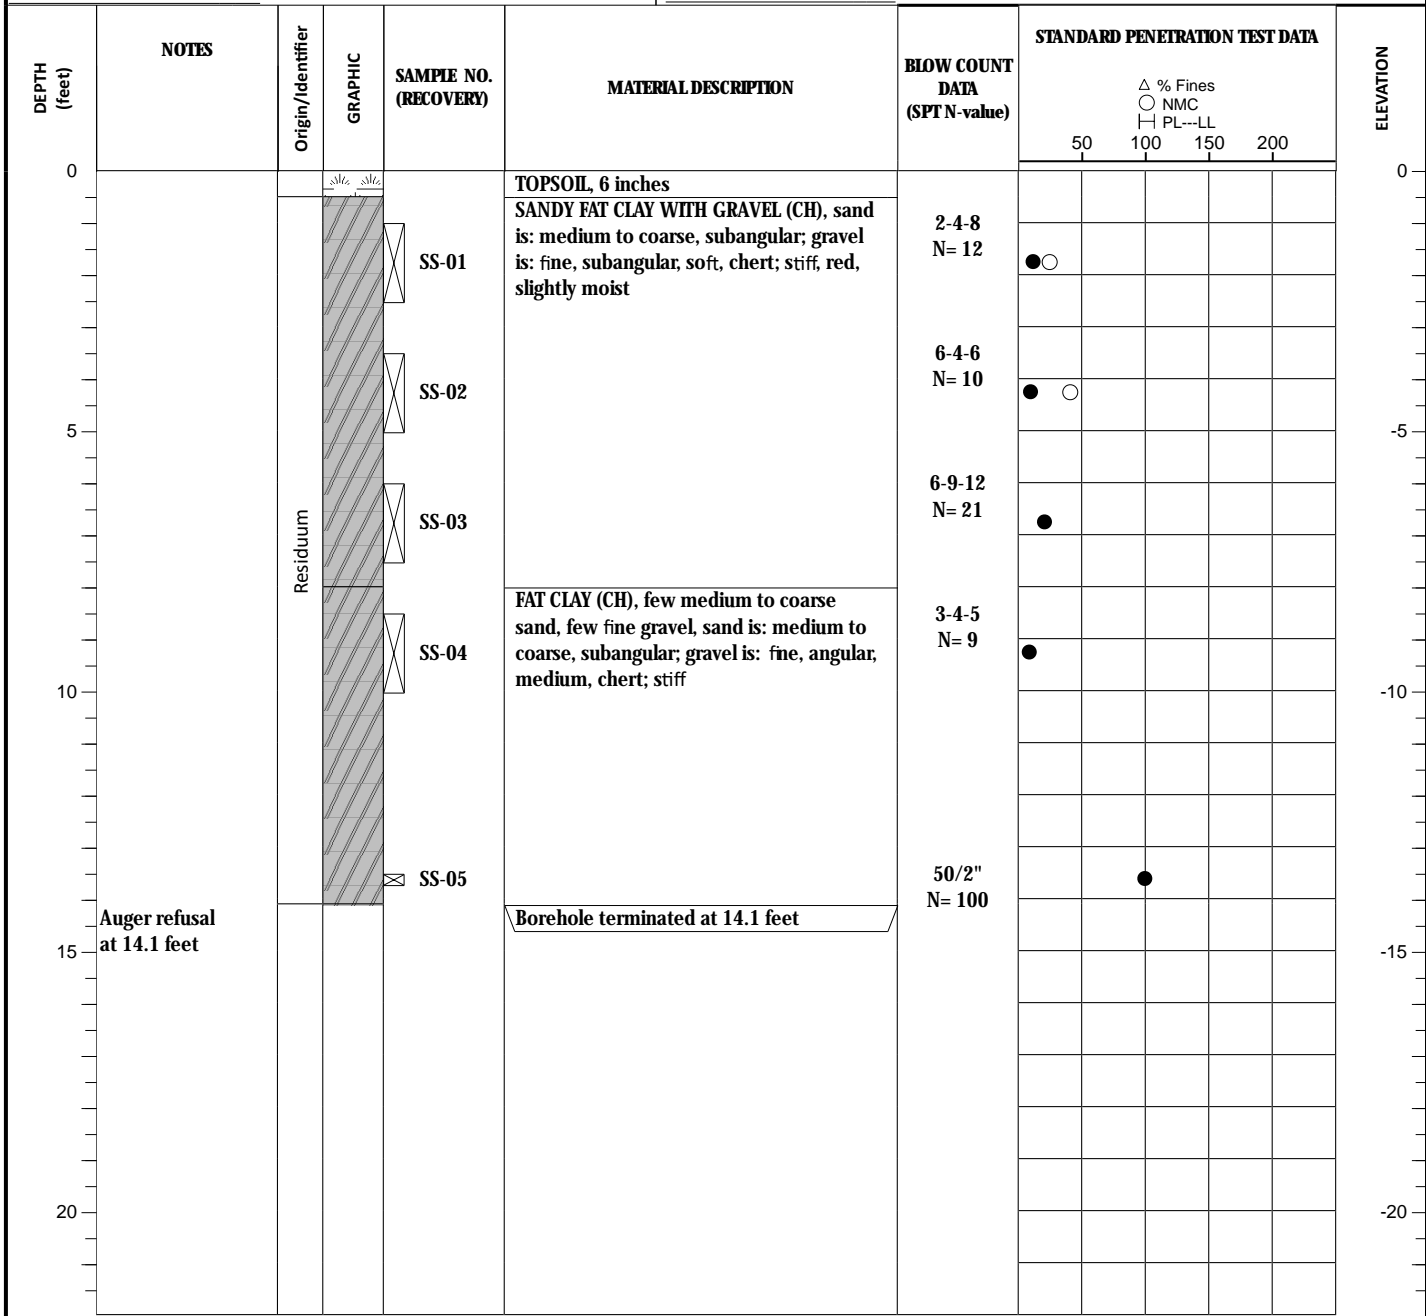 DEPTH
(feet)
NOTES
Origin/Identifier
GRAPHIC
SAMPLE NO.
(RECOVERY)
MATERIAL DESCRIPTION
BLOW COUNT
DATA
(SPT N-value)
STANDARD PENETRATION TEST DATA
% Fines
NMC
PL---LL
50 100 150 200
ELEVATION
0
0
TOPSOIL, 6 inches
SANDY FAT CLAY WITH GRAVEL (CH), sand
is: medium to coarse, subangular; gravel
is: fine, subangular, soft, chert; stiff, red,
slightly moist
SS-01
2-4-8
N= 12
SS-02
6-4-6
N= 10
5
-5
SS-03
6-9-12
N= 21
Residuum
FAT CLAY (CH), few medium to coarse
sand, few fine gravel, sand is: medium to
coarse, subangular; gravel is: fine, angular,
medium, chert; stiff
SS-04
3-4-5
N= 9
10
-10
SS-05
50/2"
N= 100
Auger refusal
at 14.1 feet
Borehole terminated at 14.1 feet
15
-15
20
-20